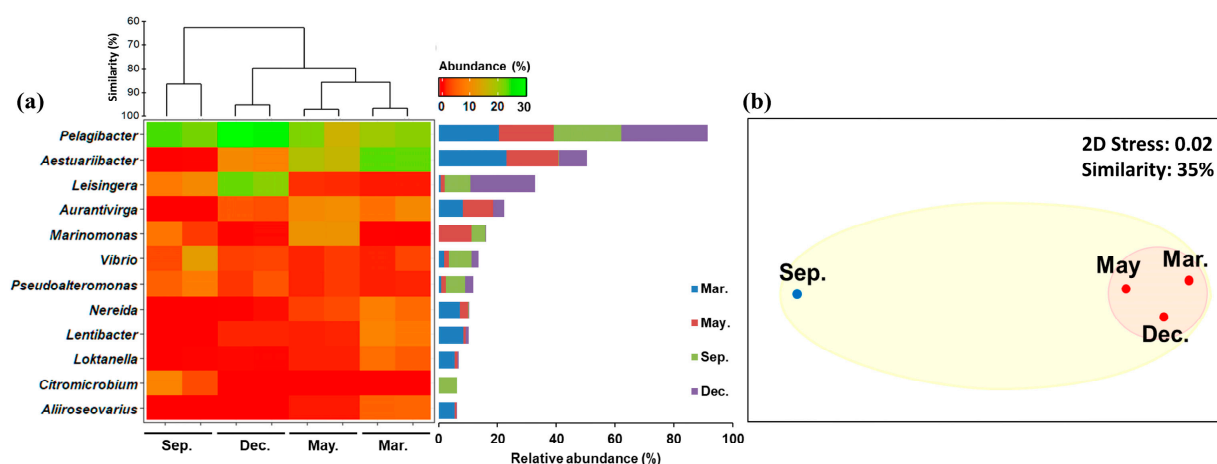 (a)
Similarity (%)
60
70
80
90
100
Abundance (%)
0 10 20 30
Pelagibacter
Aestuariibacter
Leisingera
Aurantivirga
Marinomonas
Vibrio
Pseudoalteromonas
Nereida
Lentibacter
Loktanella
Citromicrobium
Aliiroseovarius
Sep. Dec. May. Mar.
Mar.
May.
Sep.
Dec.
0 20 40 60 80 100
Relative abundance (%)
(b)
2D Stress: 0.02
Similarity: 35%
Sep.
May
Mar.
Dec.